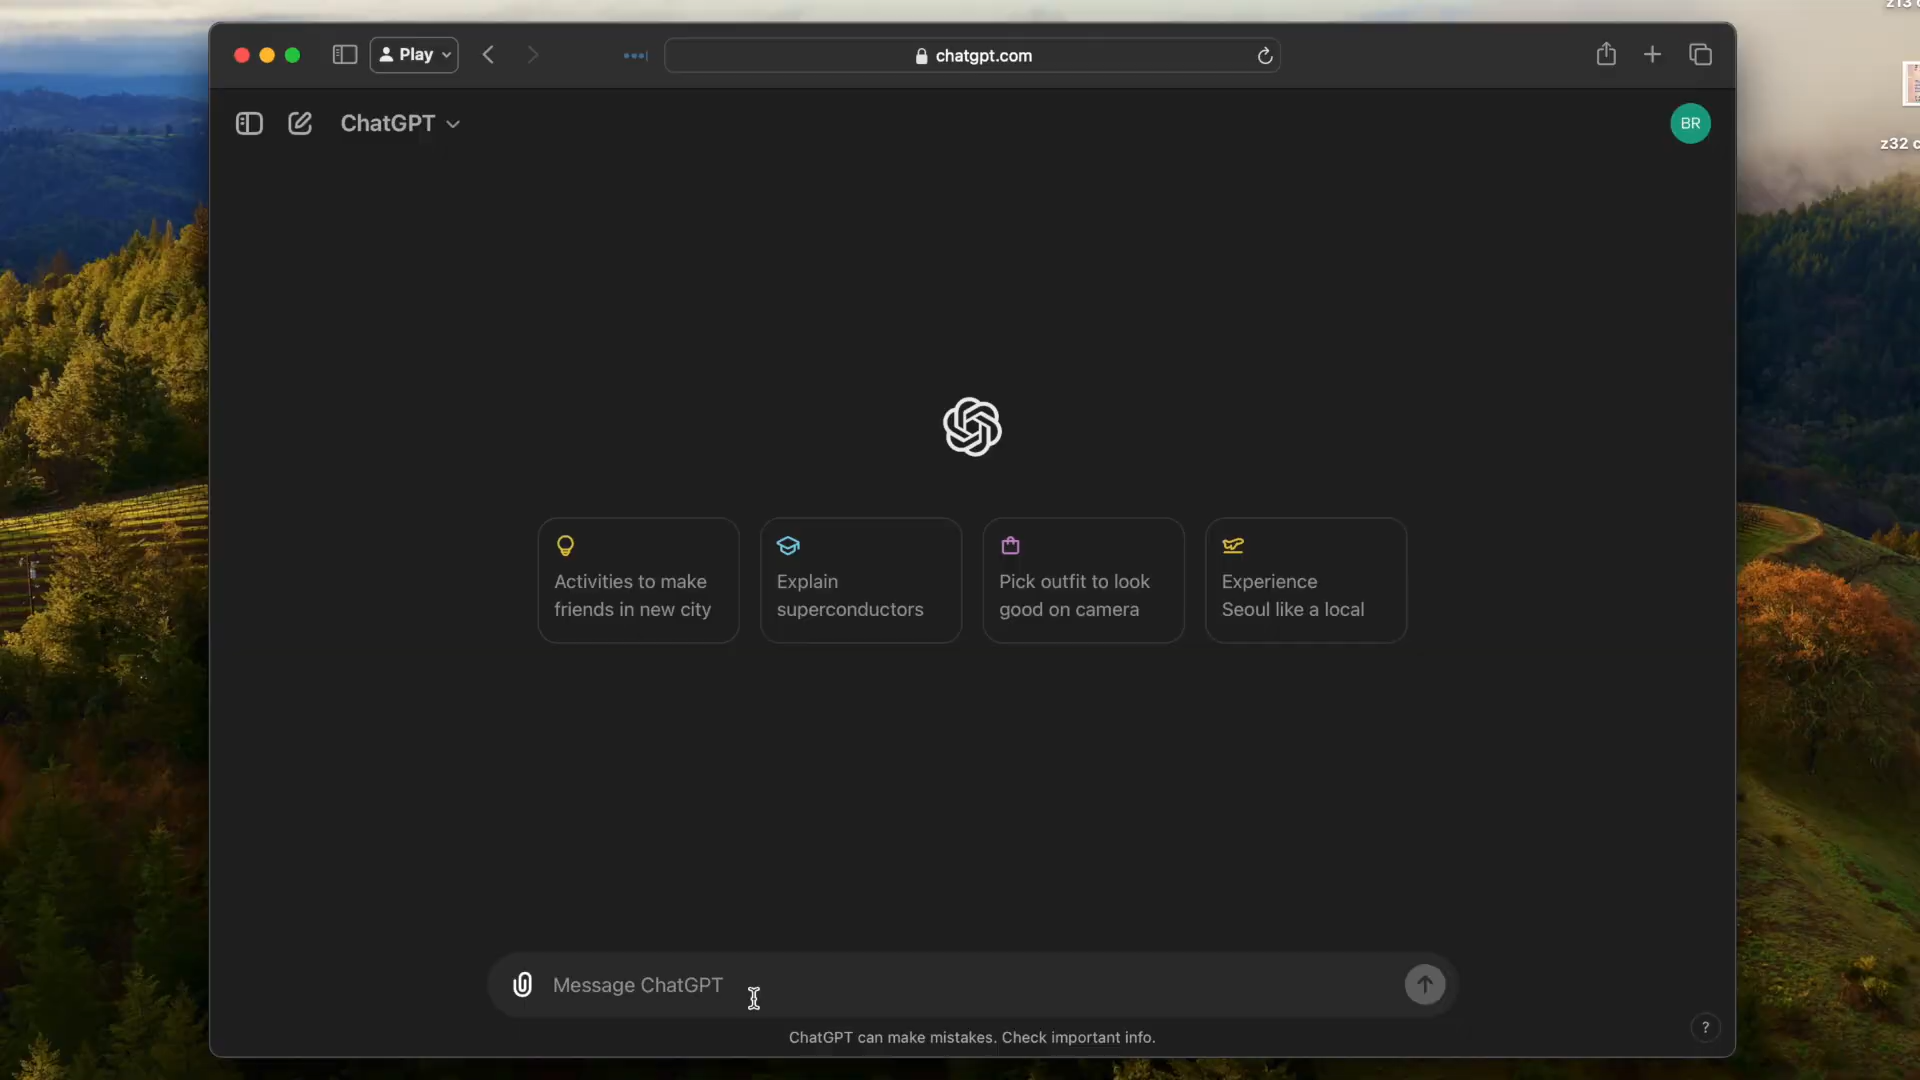 Play
chatgpt.com
ChatGPT
BR
Activities to make
friends in new city
Explain
superconductors
Pick outfit to look
good on camera
Experience
Seoul like a local
Message ChatGPT
ChatGPT can make mistakes. Check important info.
?
z13
z32 c